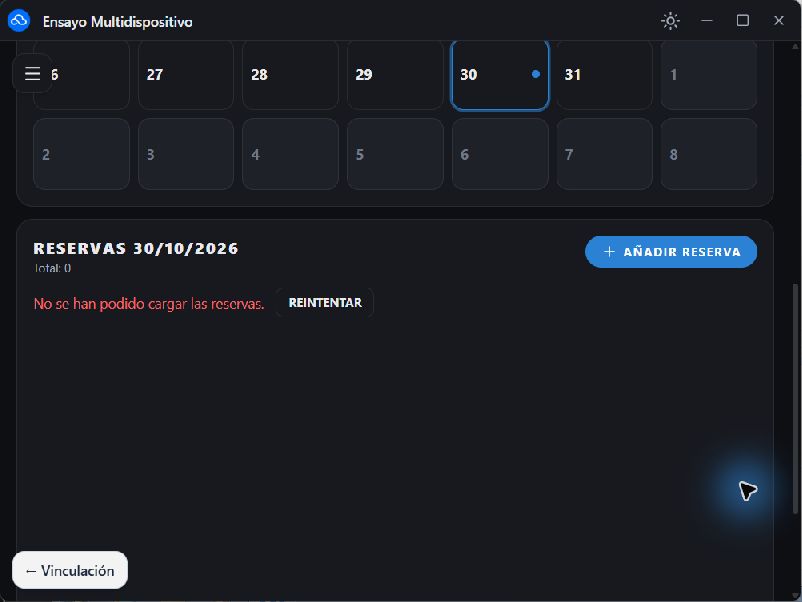 Ensayo Multidispositivo
6 27 28 29 30 31 1
2 3 4 5 6 7 8
RESERVAS 30/10/2026
+ AÑADIR RESERVA
Total: 0
No se han podido cargar las reservas. REINTENTAR
← Vinculación